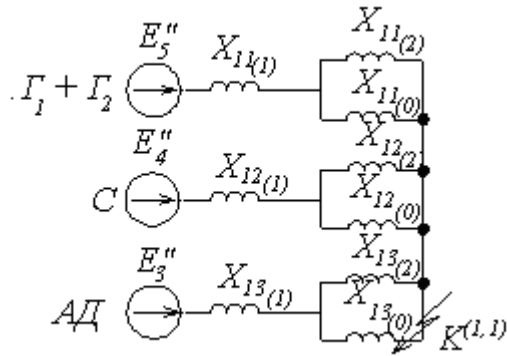 E₅" X₁₁₍₁₎ X₁₁₍₂₎
.Г₁ + Г₂ X₁₁₍₀₎
E₄" X₁₂₍₁₎ X₁₂₍₂₎
С X₁₂₍₀₎
E₃" X₁₃₍₁₎ X₁₃₍₂₎
АД X₁₃₍₀₎ K⁽¹,¹⁾